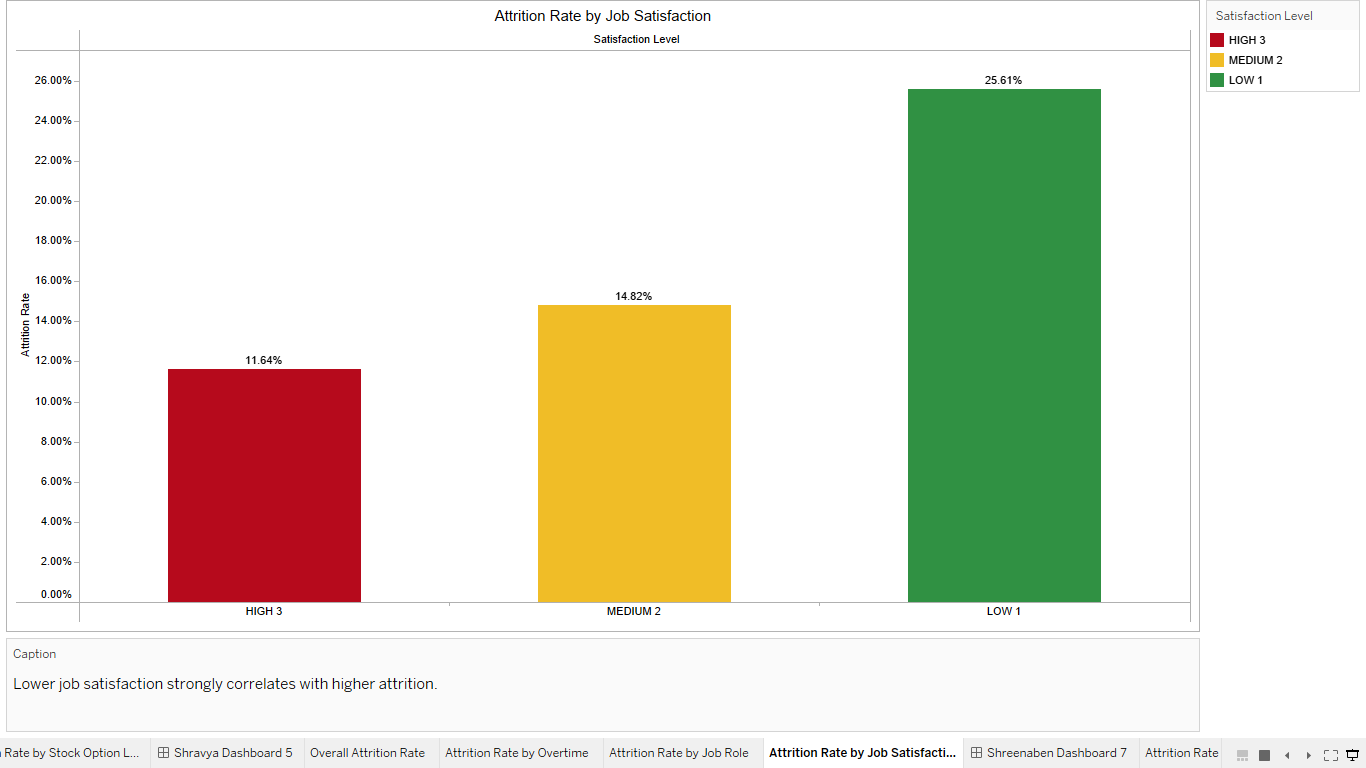 Attrition Rate by Job Satisfaction
Satisfaction Level
26.00%
24.00%
22.00%
20.00%
18.00%
16.00%
14.00%
12.00%
10.00%
8.00%
6.00%
4.00%
2.00%
0.00%
Attrition Rate
11.64%
14.82%
25.61%
HIGH 3
MEDIUM 2
LOW 1
Satisfaction Level
HIGH 3
MEDIUM 2
LOW 1
Caption
Lower job satisfaction strongly correlates with higher attrition.
Rate by Stock Option L...
Shravya Dashboard 5
Overall Attrition Rate
Attrition Rate by Overtime
Attrition Rate by Job Role
Attrition Rate by Job Satisfacti...
Shreenaben Dashboard 7
Attrition Rate